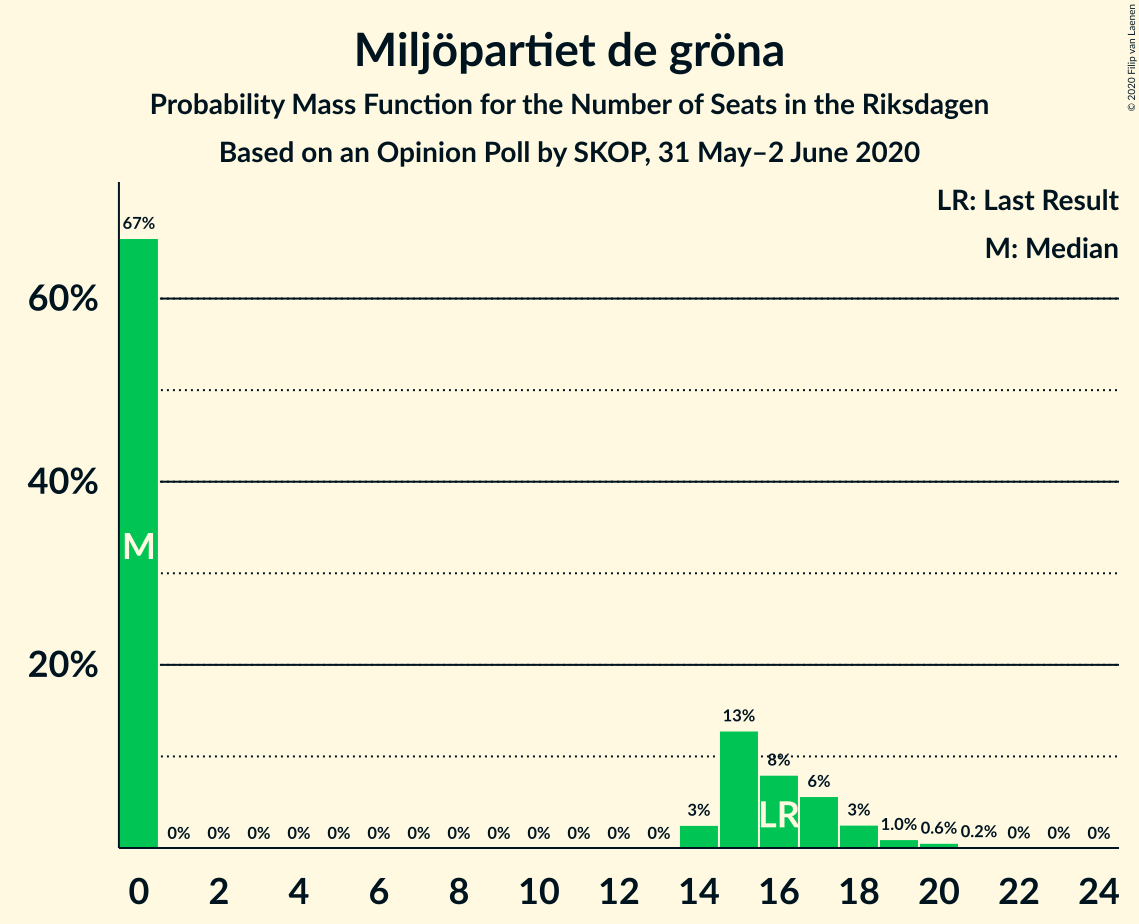 Miljöpartiet de gröna
Probability Mass Function for the Number of Seats in the Riksdagen
Based on an Opinion Poll by SKOP, 31 May–2 June 2020
© 2020 Filip van Laenen
LR: Last Result
M: Median
67%
60%
40%
20%
M
0% 0% 0% 0% 0% 0% 0% 0% 0% 0% 0% 0% 0% 3% 13% 8% 6% 3% 1.0% 0.6% 0.2% 0% 0% 0%
LR
0 2 4 6 8 10 12 14 16 18 20 22 24